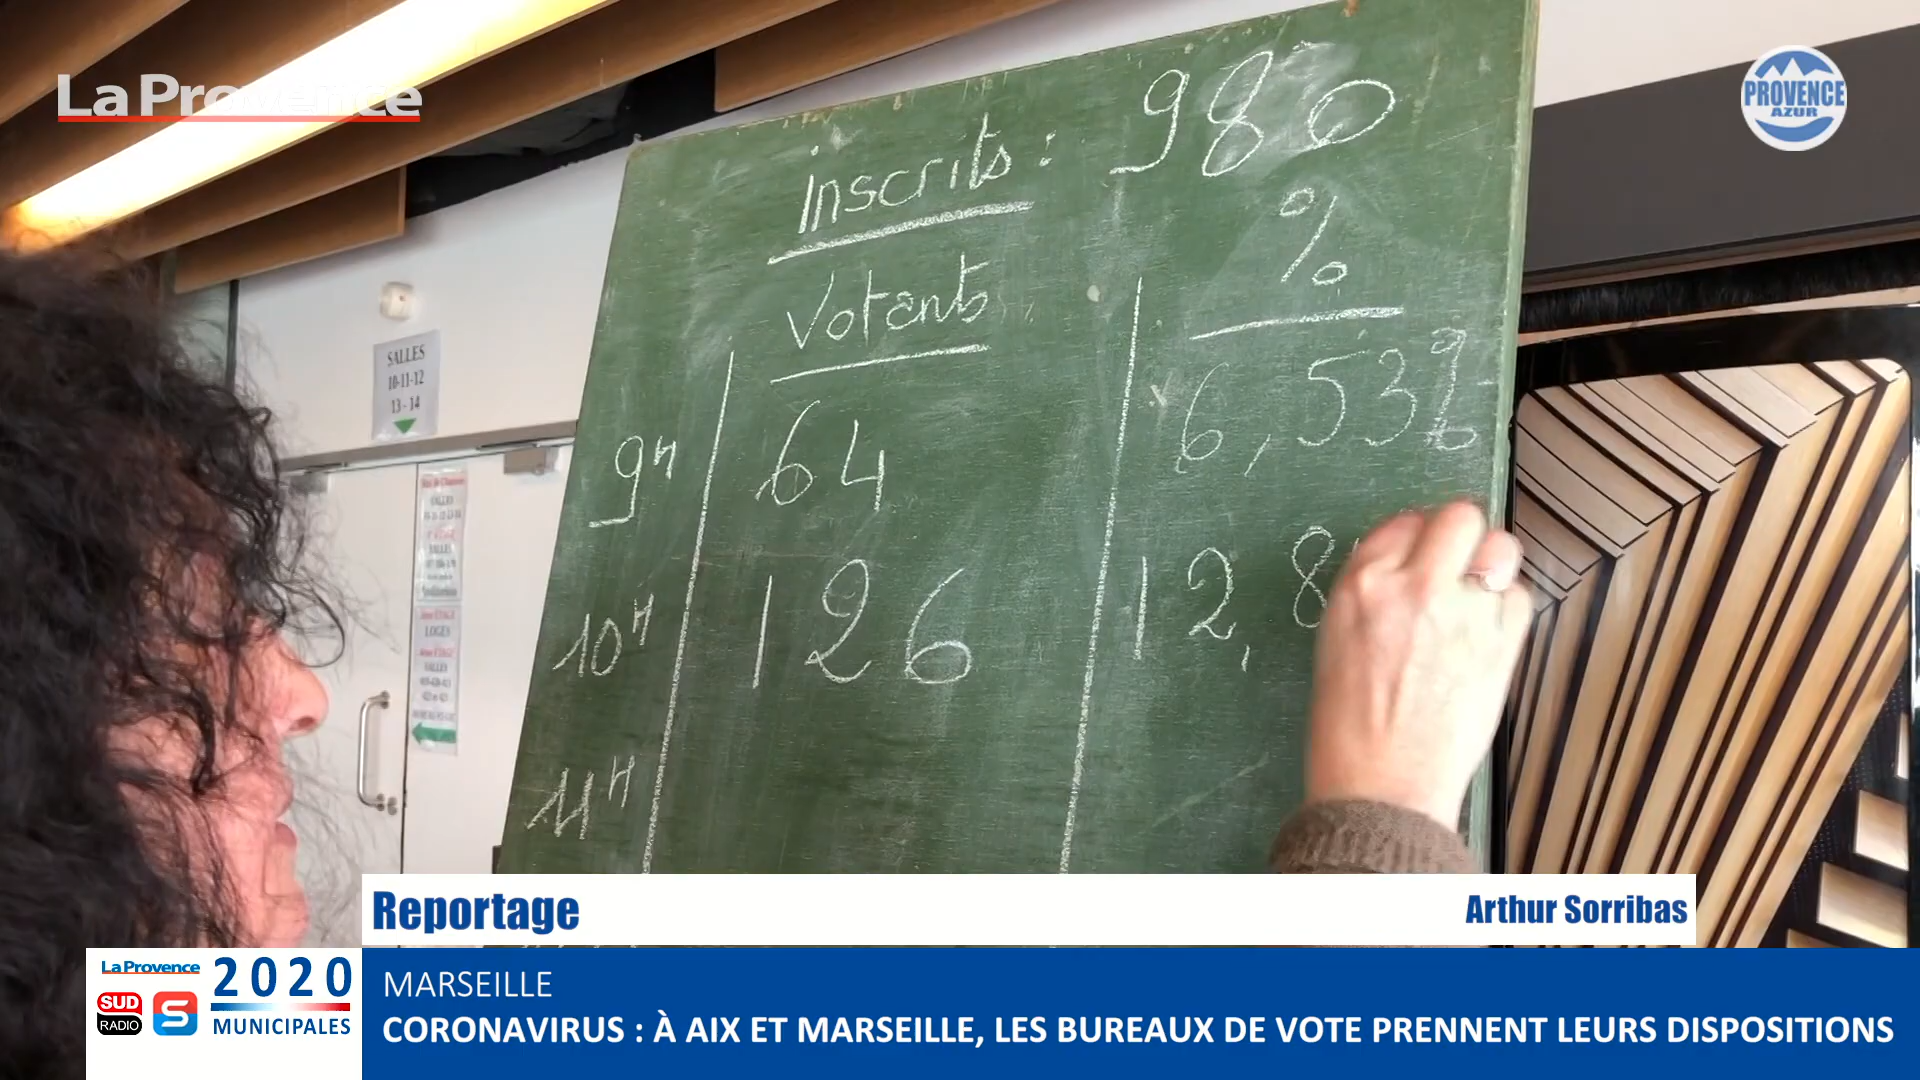 La Provence
PROVENCE
AZUR
inscrits : 980
Votants
%
9H 64 6,53%
10H 126 12,8
11H
SALLES
10-11-12
13 - 14
LOGES
SALLES
Reportage
Arthur Sorribas
La Provence
SUD
RADIO
S
2020
MUNICIPALES
MARSEILLE
CORONAVIRUS : À AIX ET MARSEILLE, LES BUREAUX DE VOTE PRENNENT LEURS DISPOSITIONS